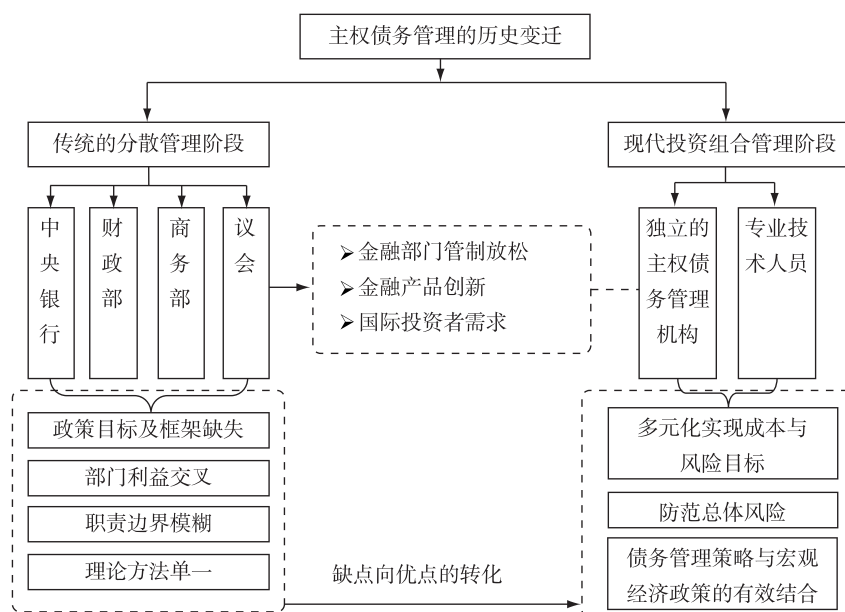 主权债务管理的历史变迁
传统的分散管理阶段
现代投资组合管理阶段
中央银行
财政部
商务部
议会
➢金融部门管制放松
➢金融产品创新
➢国际投资者需求
独立的
主权债
务管理
机构
专业技
术人员
政策目标及框架缺失
部门利益交叉
职责边界模糊
理论方法单一
缺点向优点的转化
多元化实现成本与
风险目标
防范总体风险
债务管理策略与宏观
经济政策的有效结合